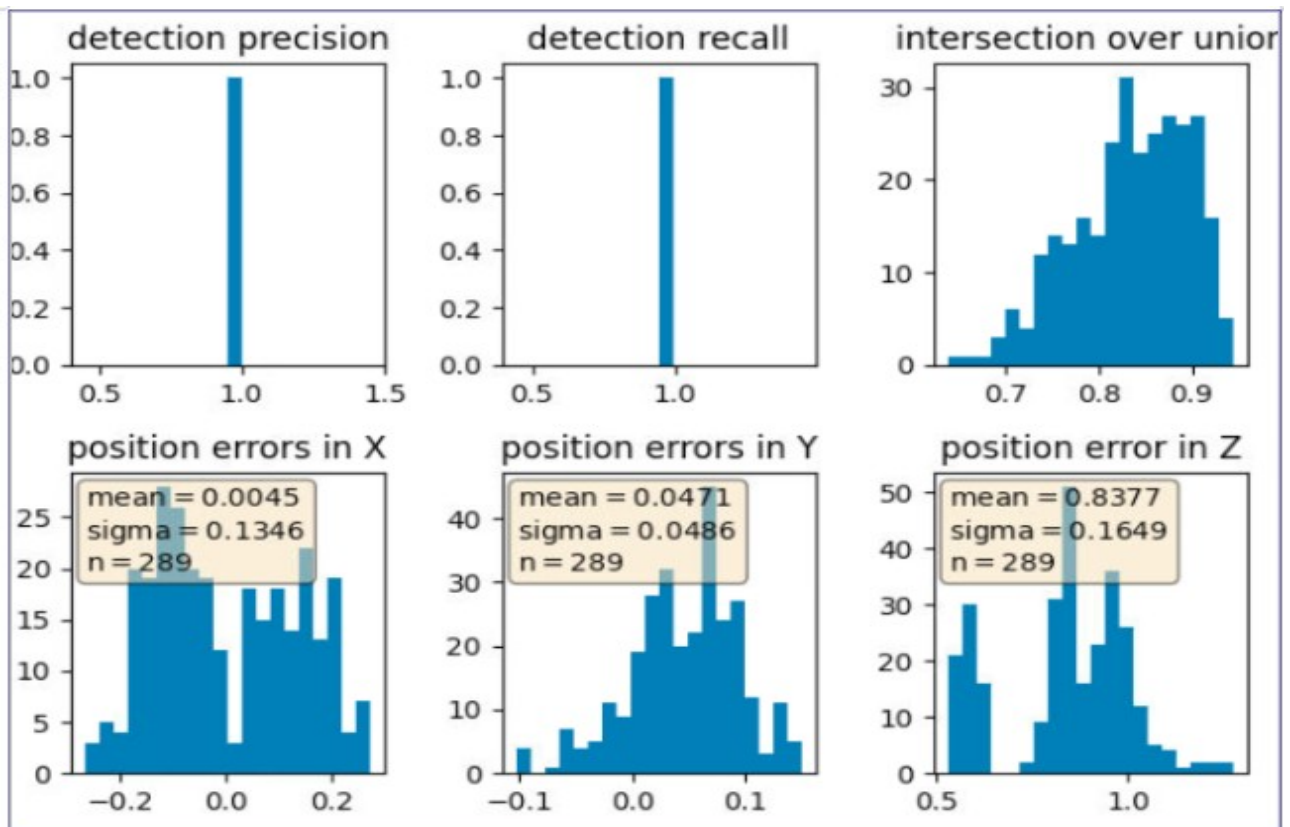 detection precision
detection recall
intersection over unior
1.0
0.8
0.6
0.4
0.2
0.0
0.5 1.0 1.5
1.0
0.8
0.6
0.4
0.2
0.0
0.5 1.0
30
20
10
0
0.7 0.8 0.9
position errors in X
position errors in Y
position error in Z
25
20
15
10
5
0
mean = 0.0045
sigma = 0.1346
n = 289
−0.2 0.0 0.2
40
30
20
10
0
mean = 0.0471
sigma = 0.0486
n = 289
−0.1 0.0 0.1
50
40
30
20
10
0
mean = 0.8377
sigma = 0.1649
n = 289
0.5 1.0